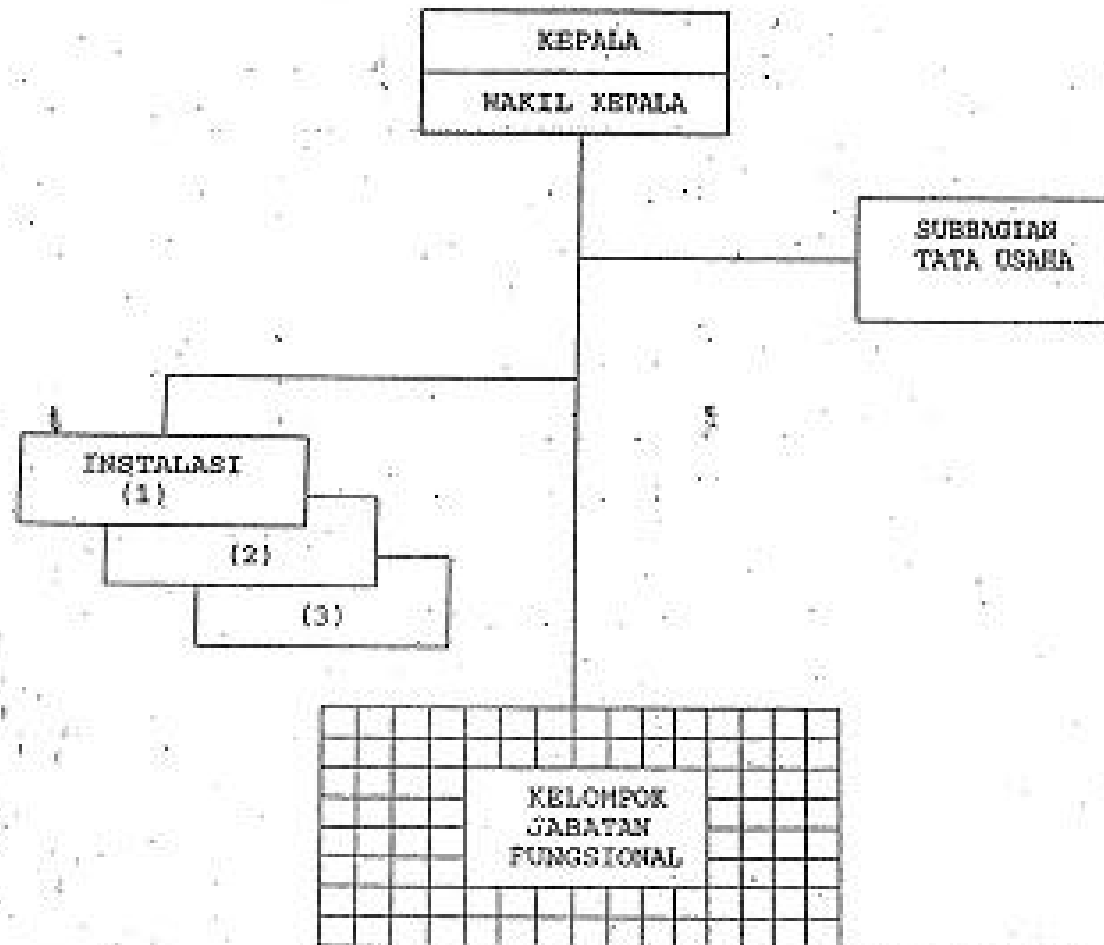 KEPALA
WAKIL KEPALA
SUBBAGIAN
TATA USAHA
INSTALASI
(1)
(2)
(3)
KELOMPOK
JABATAN
FUNGSIONAL